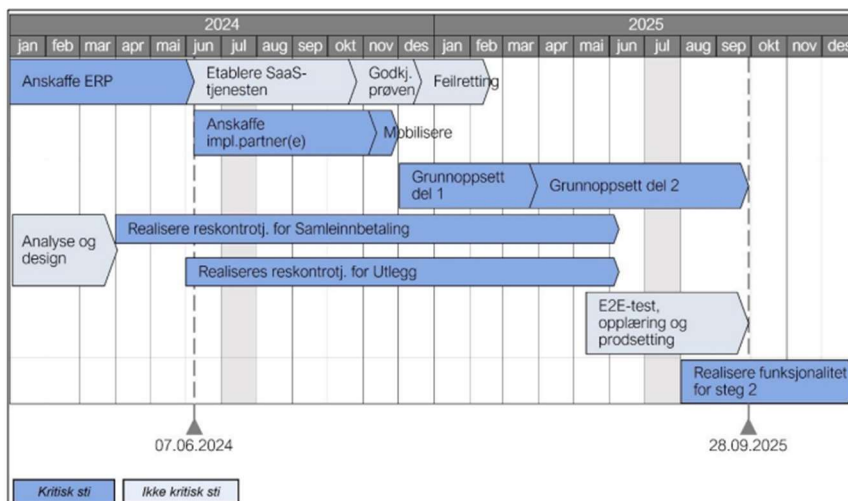 2024 2025
jan feb mar apr mai jun jul aug sep okt nov des jan feb mar apr mai jun jul aug sep okt nov des
Anskaffe ERP
Etablere SaaS-
tjenesten
Godkj.
prøven
Feilretting
Anskaffe
impl.partner(e)
Mobilisere
Grunnoppsett
del 1
Grunnoppsett del 2
Analyse og
design
Realisere reskontrotj. for Samleinnbetaling
Realiseres reskontrotj. for Utlegg
E2E-test,
opplæring og
prodsetting
Realisere funksjonalitet
for steg 2
07.06.2024
28.09.2025
Kritisk sti
Ikke kritisk sti